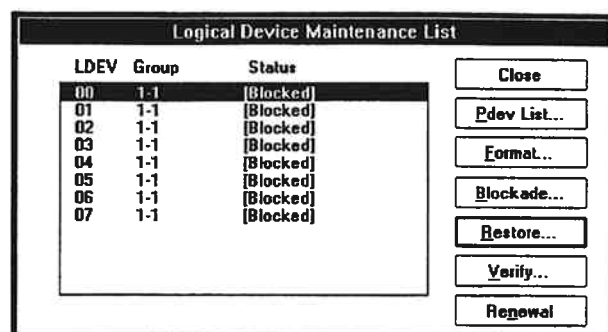 Logical Device Maintenance List
LDEV Group Status
00 1-1 [Blocked]
01 1-1 [Blocked]
02 1-1 [Blocked]
03 1-1 [Blocked]
04 1-1 [Blocked]
05 1-1 [Blocked]
06 1-1 [Blocked]
07 1-1 [Blocked]
Close
Pdev List...
Format...
Blockade...
Restore...
Verify...
Renewal